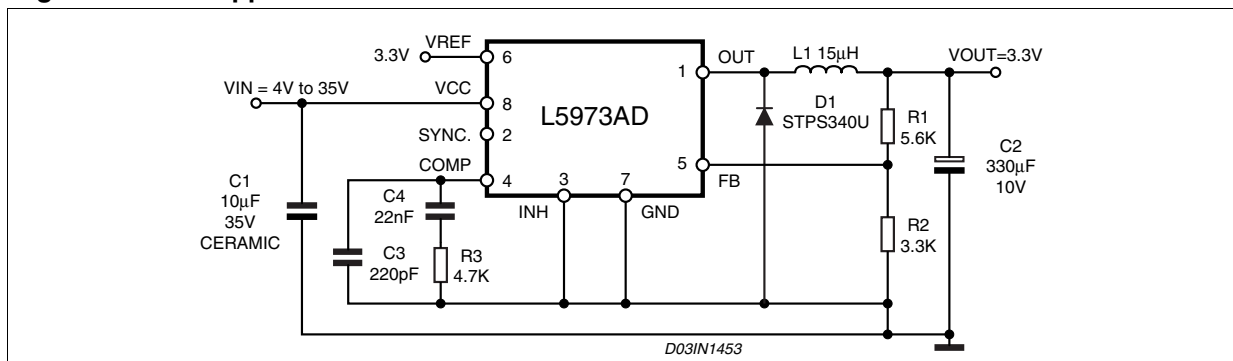 VREF
3.3V
6
VIN = 4V to 35V
VCC
8
SYNC.
2
COMP
4
L5973AD
3
7
INH
GND
1
OUT
5
FB
L1 15μH
VOUT=3.3V
D1
STPS340U
R1
5.6K
C2
330μF
10V
R2
3.3K
C1
10μF
35V
CERAMIC
C4
22nF
C3
220pF
R3
4.7K
D03IN1453